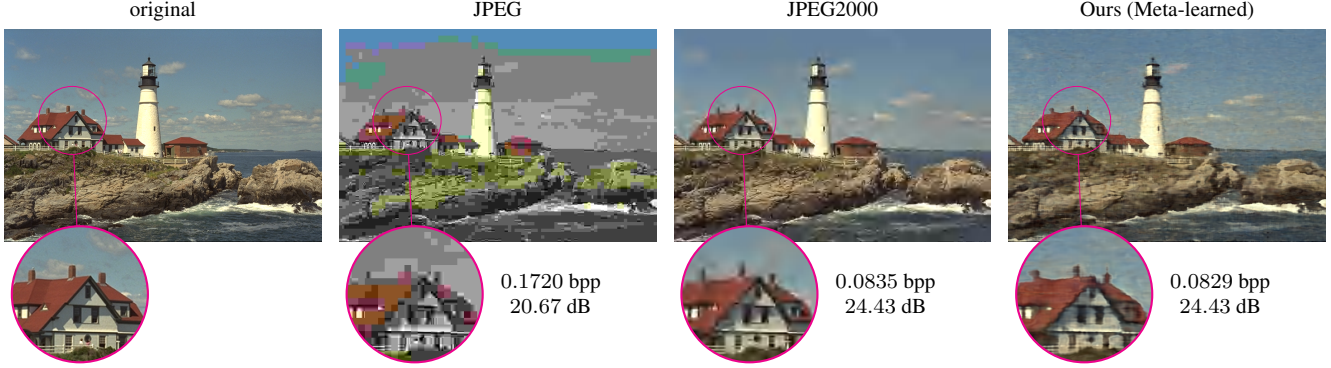 original
JPEG
JPEG2000
Ours (Meta-learned)
0.1720 bpp
20.67 dB
0.0835 bpp
24.43 dB
0.0829 bpp
24.43 dB